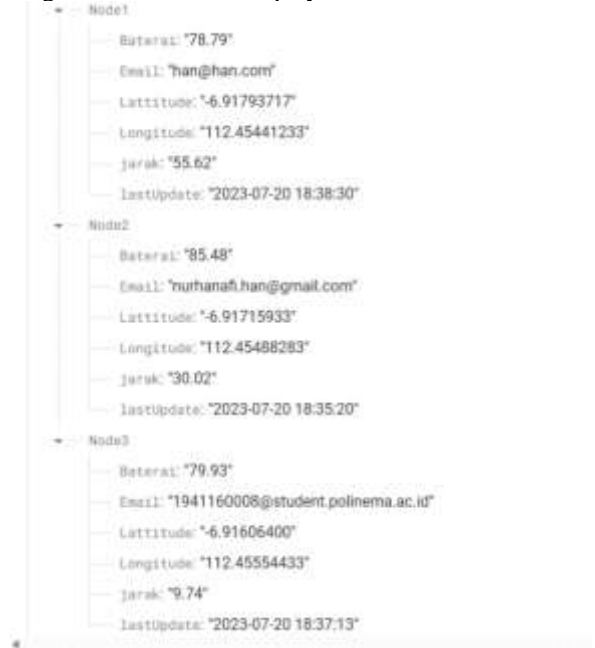 Node1
Baterai: "78.79"
Email: "han@han.com"
Lattitude: "-6.91793717"
Longitude: "112.45441233"
jarak: "55.62"
lastUpdate: "2023-07-20 18:38:30"
Node2
Baterai: "85.48"
Email: "nurhanafi.han@gmail.com"
Lattitude: "-6.91715933"
Longitude: "112.45488283"
jarak: "30.02"
lastUpdate: "2023-07-20 18:35:20"
Node3
Baterai: "79.93"
Email: "1941160008@student.polinema.ac.id"
Lattitude: "-6.91606400"
Longitude: "112.45554433"
jarak: "9.74"
lastUpdate: "2023-07-20 18:37:13"